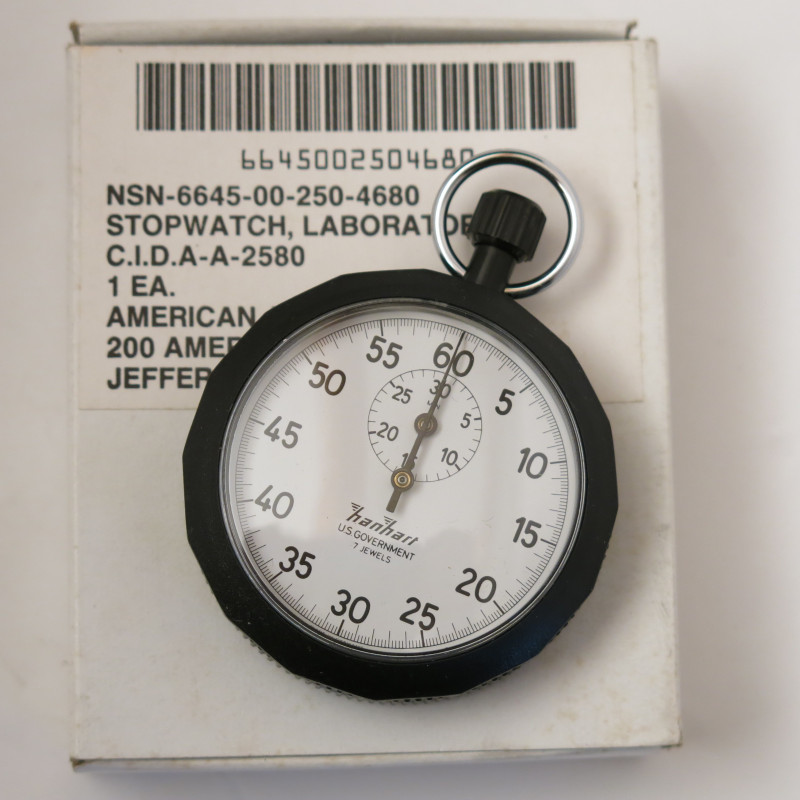 6645002504680
NSN-6645-00-250-4680
STOPWATCH, LABORATO
C.I.D.A-A-2580
1 EA.
AMERICAN
200 AME
JEFFER
60
5
10
15
20
25
30
35
40
45
50
55
30
5
10
15
20
25
hanhart
U.S.GOVERNMENT
7 JEWELS